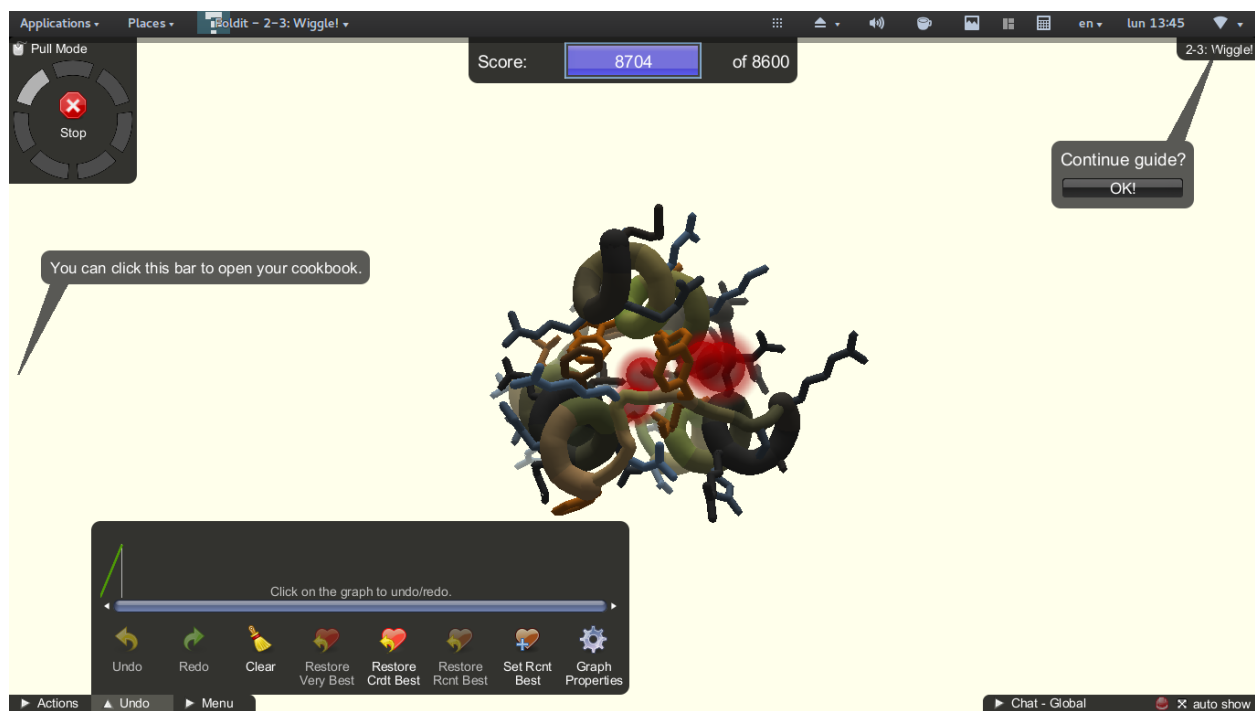 Applications Places Foldit - 2-3: Wiggle! en lun 13:45
Pull Mode
Stop
Score: 8704 of 8600
2-3: Wiggle!
Continue guide?
OK!
You can click this bar to open your cookbook.
Click on the graph to undo/redo.
Undo Redo Clear Restore Very Best Restore Crdt Best Restore Rcnt Best Set Rcnt Best Graph Properties
Actions Undo Menu Chat - Global auto show